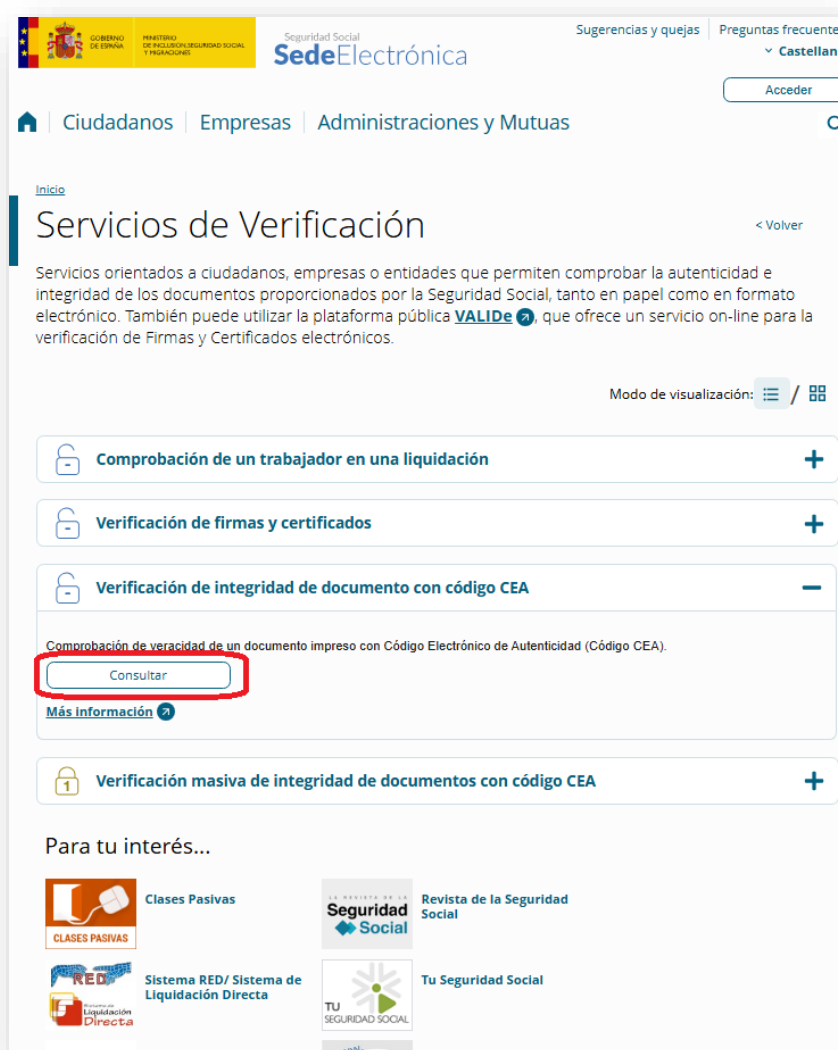 GOBIERNO
DE ESPAÑA
MINISTERIO
DE INCLUSIÓN, SEGURIDAD SOCIAL
Y MIGRACIONES
Seguridad Social
SedeElectrónica
Sugerencias y quejas
Preguntas frecuente
Castellan
Acceder
Ciudadanos
Empresas
Administraciones y Mutuas
Inicio
Servicios de Verificación
< Volver
Servicios orientados a ciudadanos, empresas o entidades que permiten comprobar la autenticidad e
integridad de los documentos proporcionados por la Seguridad Social, tanto en papel como en formato
electrónico. También puede utilizar la plataforma pública VALIDe, que ofrece un servicio on-line para la
verificación de Firmas y Certificados electrónicos.
Modo de visualización: /
Comprobación de un trabajador en una liquidación
Verificación de firmas y certificados
Verificación de integridad de documento con código CEA
Comprobación de veracidad de un documento impreso con Código Electrónico de Autenticidad (Código CEA).
Consultar
Más información
1
Verificación masiva de integridad de documentos con código CEA
Para tu interés...
CLASES PASIVAS
Clases Pasivas
LA REVISTA DE LA
Seguridad
Social
Revista de la Seguridad
Social
RED
Sistema de
Liquidación
Directa
Sistema RED/ Sistema de
Liquidación Directa
TU
SEGURIDAD SOCIAL
Tu Seguridad Social